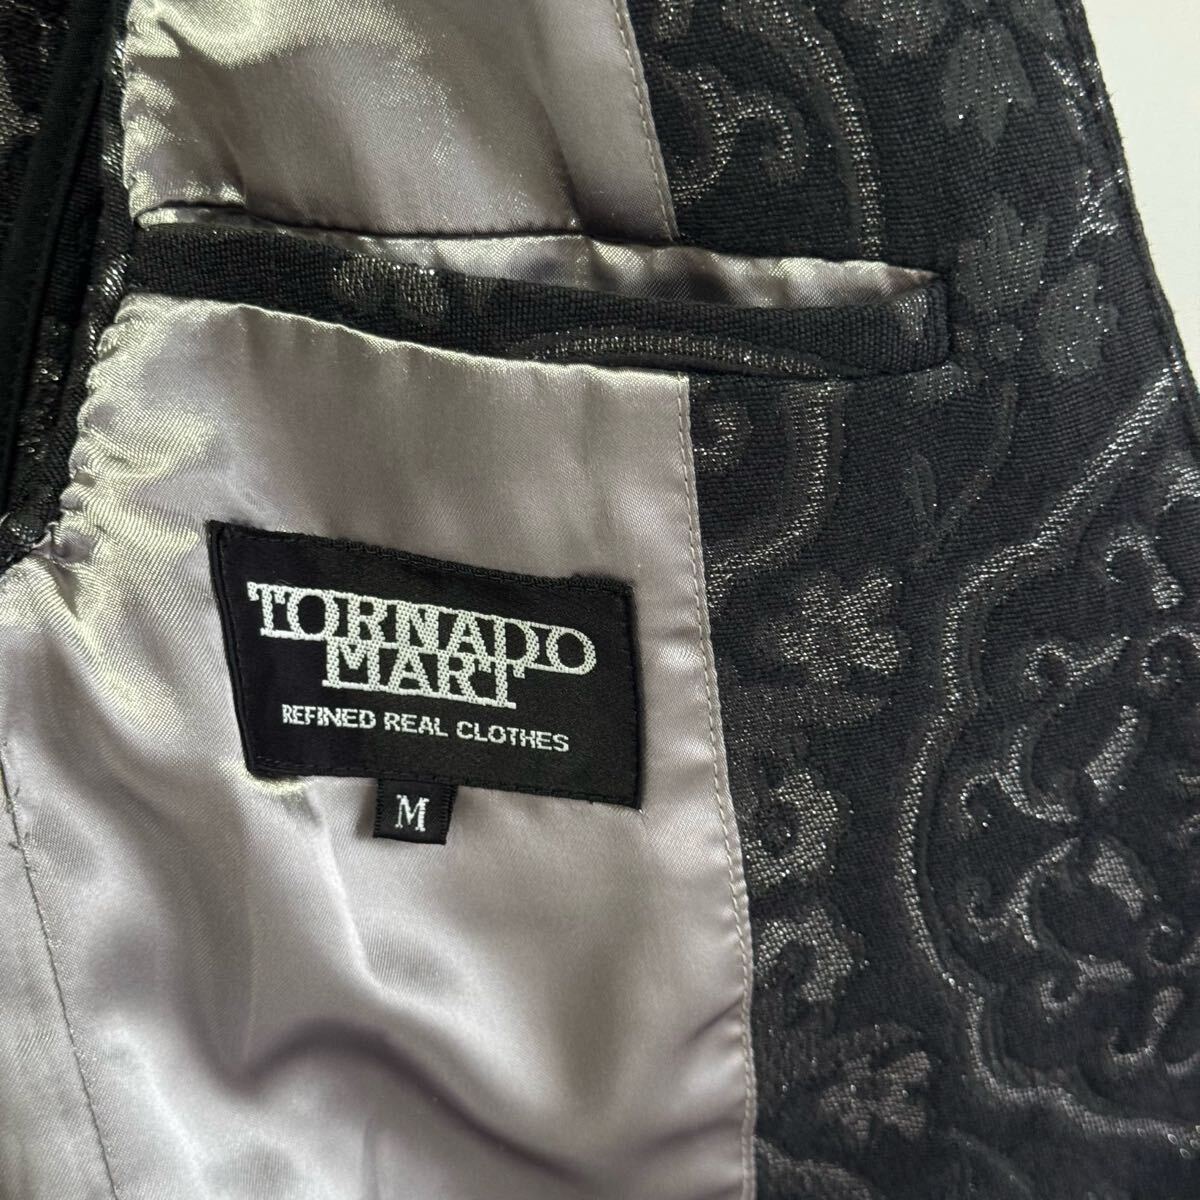 TORNADO
MART
REFINED REAL CLOTHES
M